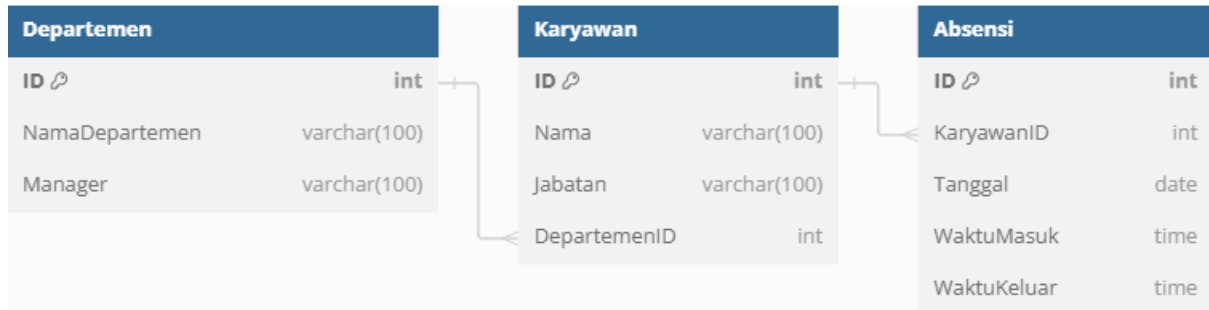 Departemen
ID int
NamaDepartemen varchar(100)
Manager varchar(100)
Karyawan
ID int
Nama varchar(100)
Jabatan varchar(100)
DepartemenID int
Absensi
ID int
KaryawanID int
Tanggal date
WaktuMasuk time
WaktuKeluar time